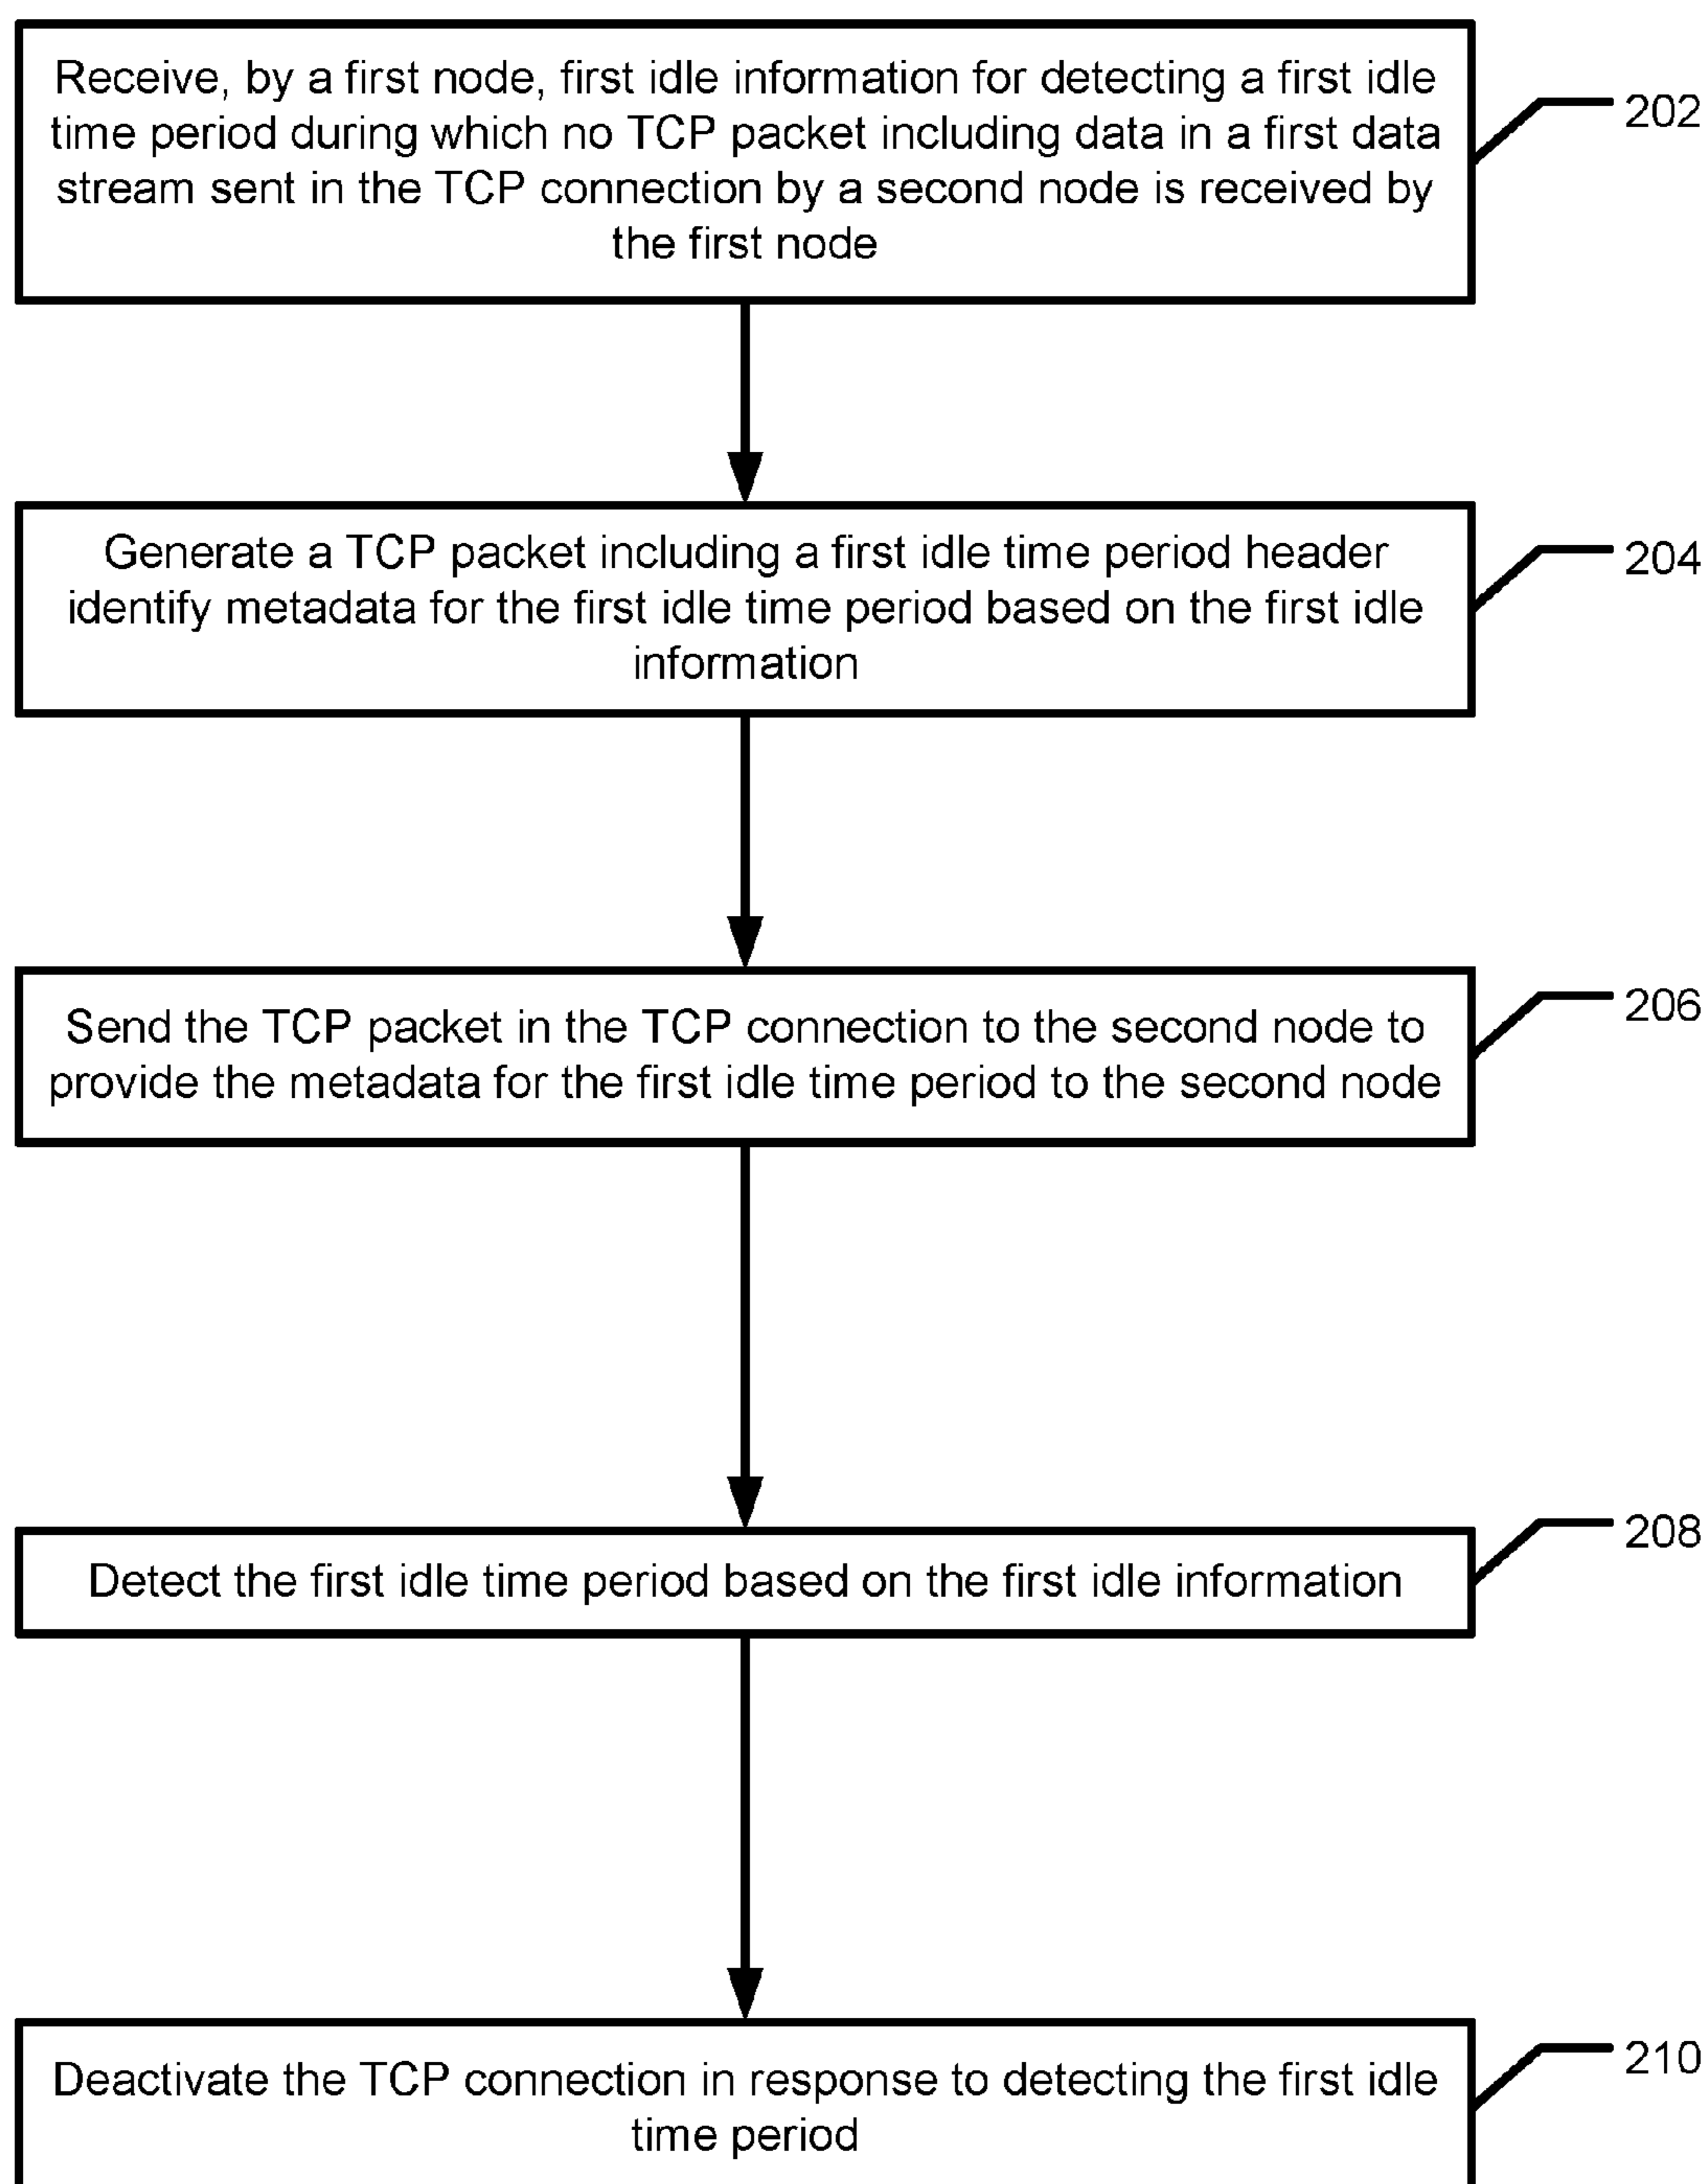 Receive, by a first node, first idle information for detecting a first idle
time period during which no TCP packet including data in a first data
stream sent in the TCP connection by a second node is received by
the first node
202
Generate a TCP packet including a first idle time period header
identify metadata for the first idle time period based on the first idle
information
204
Send the TCP packet in the TCP connection to the second node to
provide the metadata for the first idle time period to the second node
206
Detect the first idle time period based on the first idle information
208
Deactivate the TCP connection in response to detecting the first idle
time period
210